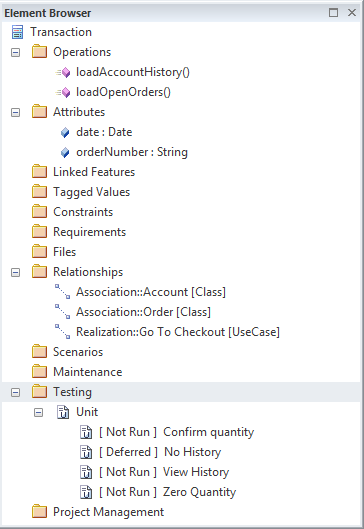 Element Browser
Transaction
Operations
loadAccountHistory()
loadOpenOrders()
Attributes
date : Date
orderNumber : String
Linked Features
Tagged Values
Constraints
Requirements
Files
Relationships
Association::Account [Class]
Association::Order [Class]
Realization::Go To Checkout [UseCase]
Scenarios
Maintenance
Testing
Unit
[ Not Run ] Confirm quantity
[ Deferred ] No History
[ Not Run ] View History
[ Not Run ] Zero Quantity
Project Management